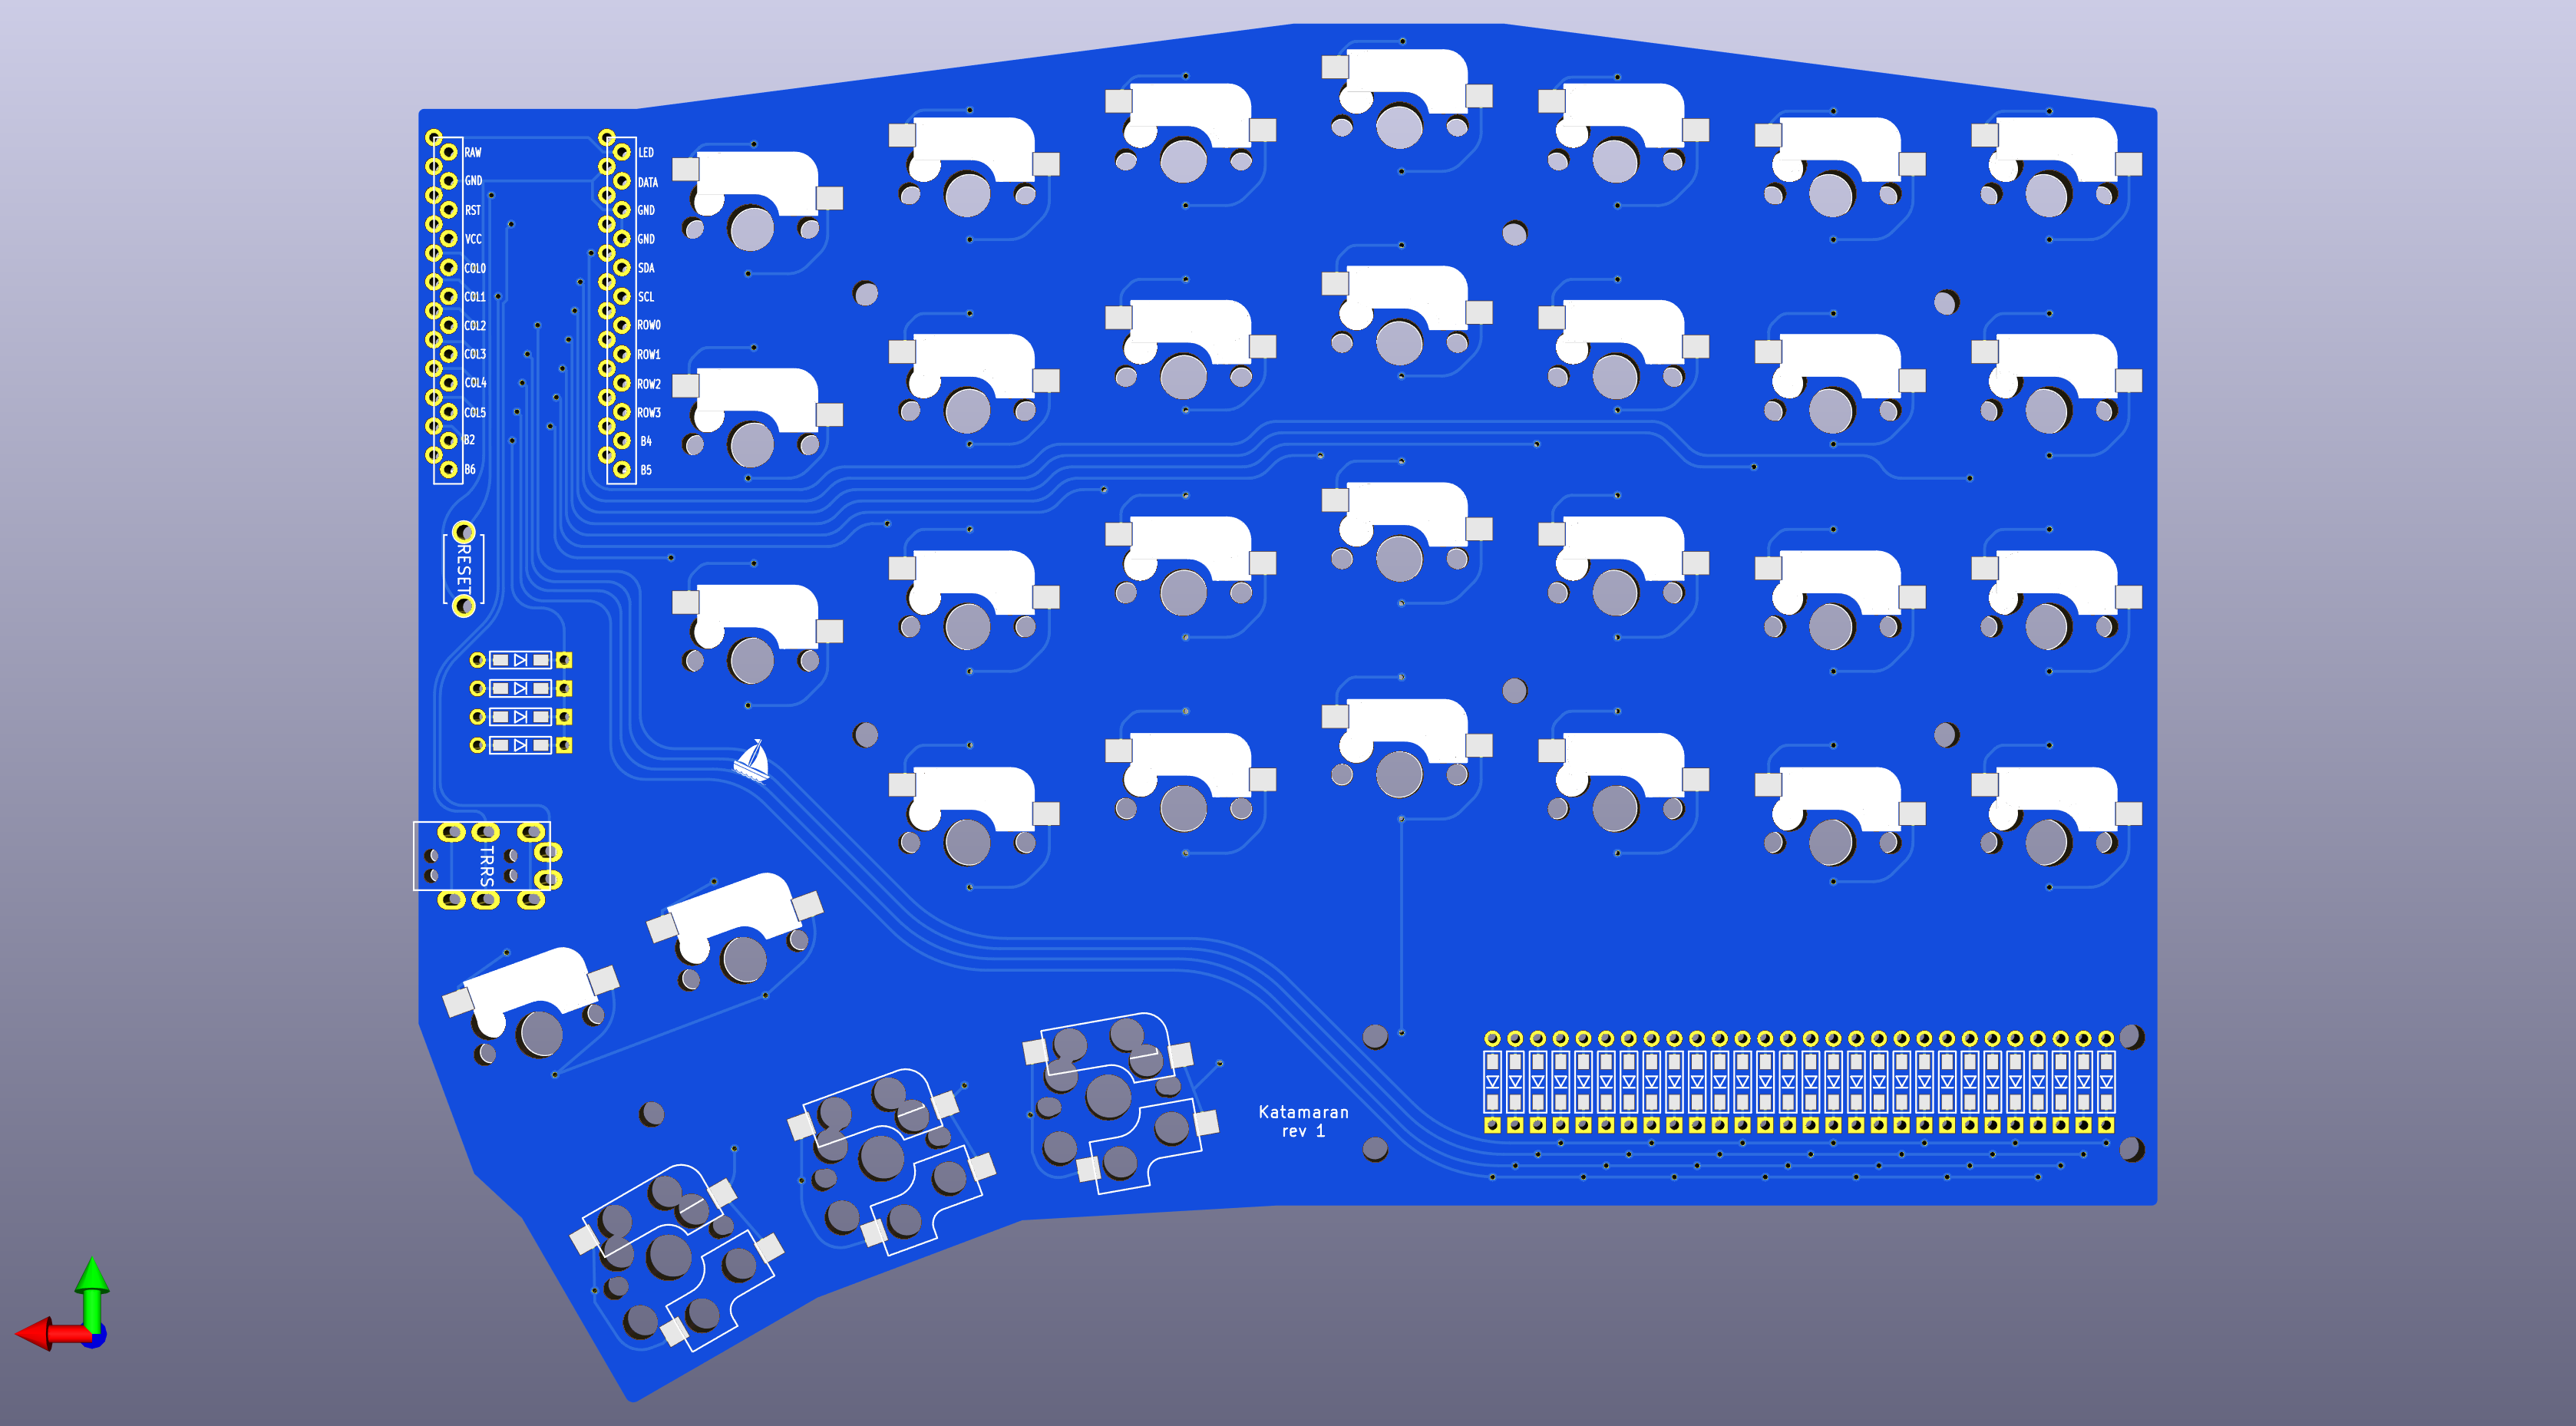 RAW
GND
RST
VCC
COL0
COL1
COL2
COL3
COL4
COL5
B2
B6
LED
DATA
GND
GND
SDA
SCL
ROW0
ROW1
ROW2
ROW3
B4
B5
RESET
TRRS
Katamaran
rev 1